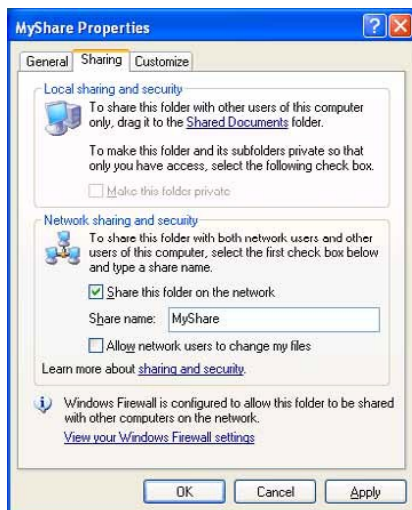 MyShare Properties
General Sharing Customize
Local sharing and security
To share this folder with other users of this computer
only, drag it to the Shared Documents folder.
To make this folder and its subfolders private so that
only you have access, select the following check box.
Make this folder private
Network sharing and security
To share this folder with both network users and other
users of this computer, select the first check box below
and type a share name.
Share this folder on the network
Share name: MyShare
Allow network users to change my files
Learn more about sharing and security.
Windows Firewall is configured to allow this folder to be shared
with other computers on the network.
View your Windows Firewall settings
OK Cancel Apply